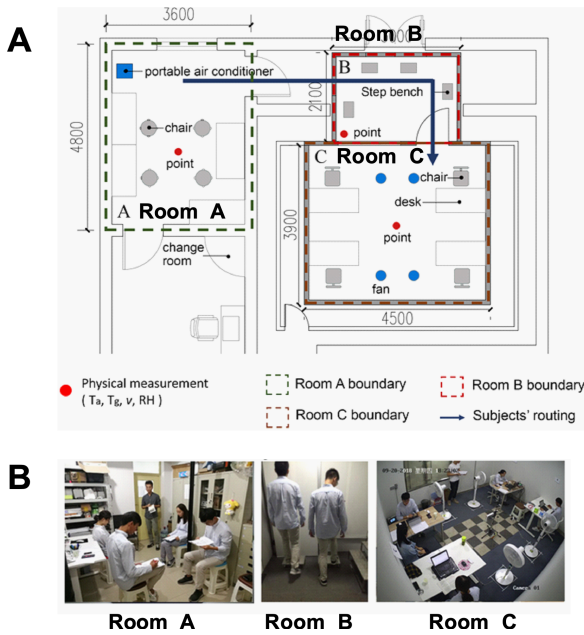 A
3600
4800
portable air conditioner
chair
point
A Room A
change
room
Room B
B
2100
Step bench
point
C Room C
chair
desk
point
fan
3900
4500
Physical measurement
( Ta, Tg, v, RH )
Room A boundary
Room B boundary
Room C boundary
Subjects' routing
B
Camera 01
Room A
Room B
Room C